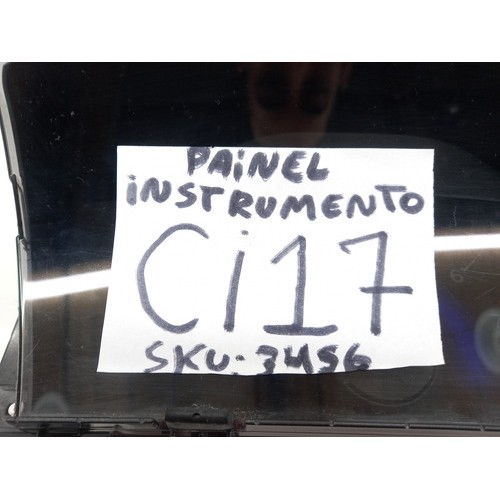 PAiNEL
iNSTRUMENTO
Ci17
SKU: 3456